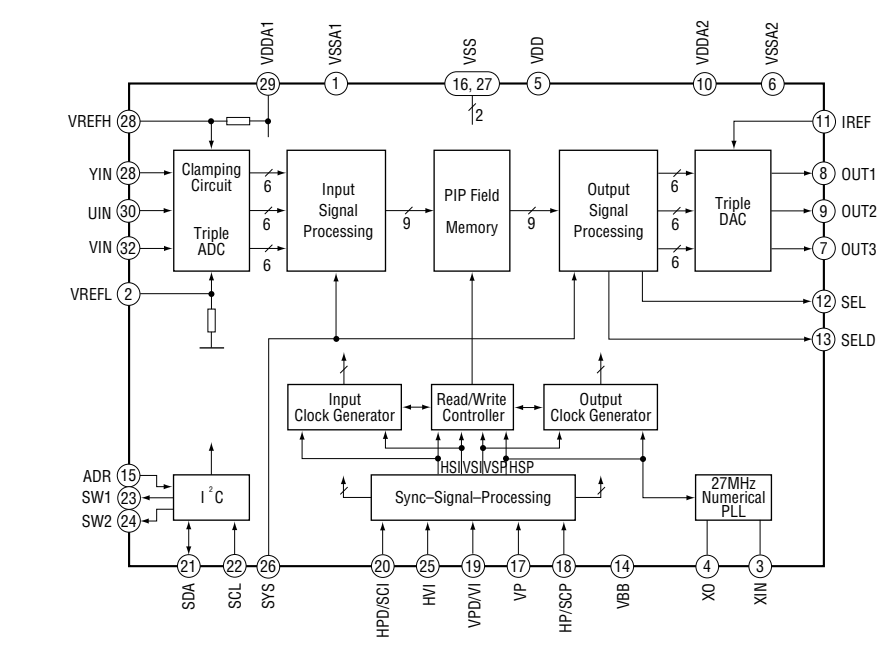 VDDA1
VSSA1
VSS
VDD
VDDA2
VSSA2
29
1
16, 27
5
10
6
2
VREFH 28
11 IREF
YIN 28
UIN 30
VIN 32
VREFL 2
Clamping
Circuit
Triple
ADC
6
6
6
Input
Signal
Processing
9
PIP Field
Memory
9
Output
Signal
Processing
6
6
6
Triple
DAC
8 OUT1
9 OUT2
7 OUT3
12 SEL
13 SELD
Input
Clock Generator
Read/Write
Controller
Output
Clock Generator
HSI VSI VSP HSP
ADR 15
SW1 23
SW2 24
I²C
Sync–Signal–Processing
27MHz
Numerical
PLL
21
22
26
20
25
19
17
18
14
4
3
SDA
SCL
SYS
HPD/SCI
HVI
VPD/VI
VP
HP/SCP
VBB
XO
XIN